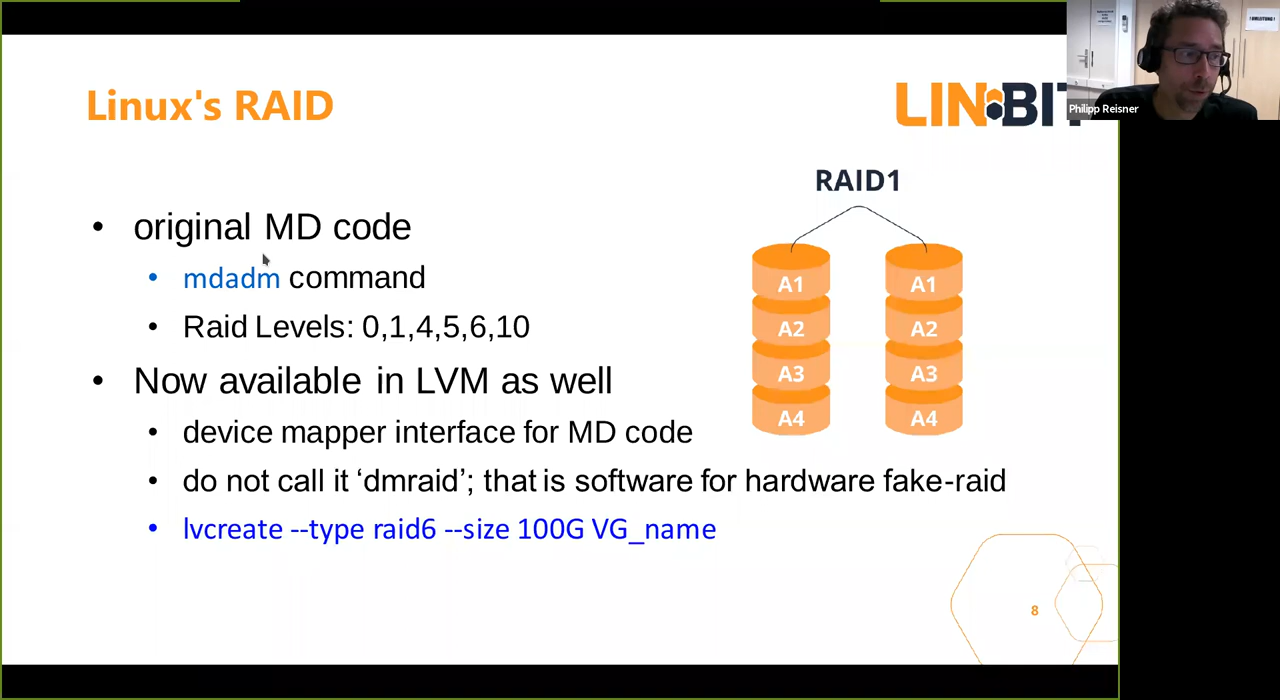 Linux's RAID
LINBIT
Philipp Reisner
RAID1
• original MD code
• mdadm command
• Raid Levels: 0,1,4,5,6,10
• Now available in LVM as well
• device mapper interface for MD code
• do not call it ‘dmraid’; that is software for hardware fake-raid
• lvcreate --type raid6 --size 100G VG_name
A1 A1
A2 A2
A3 A3
A4 A4
8